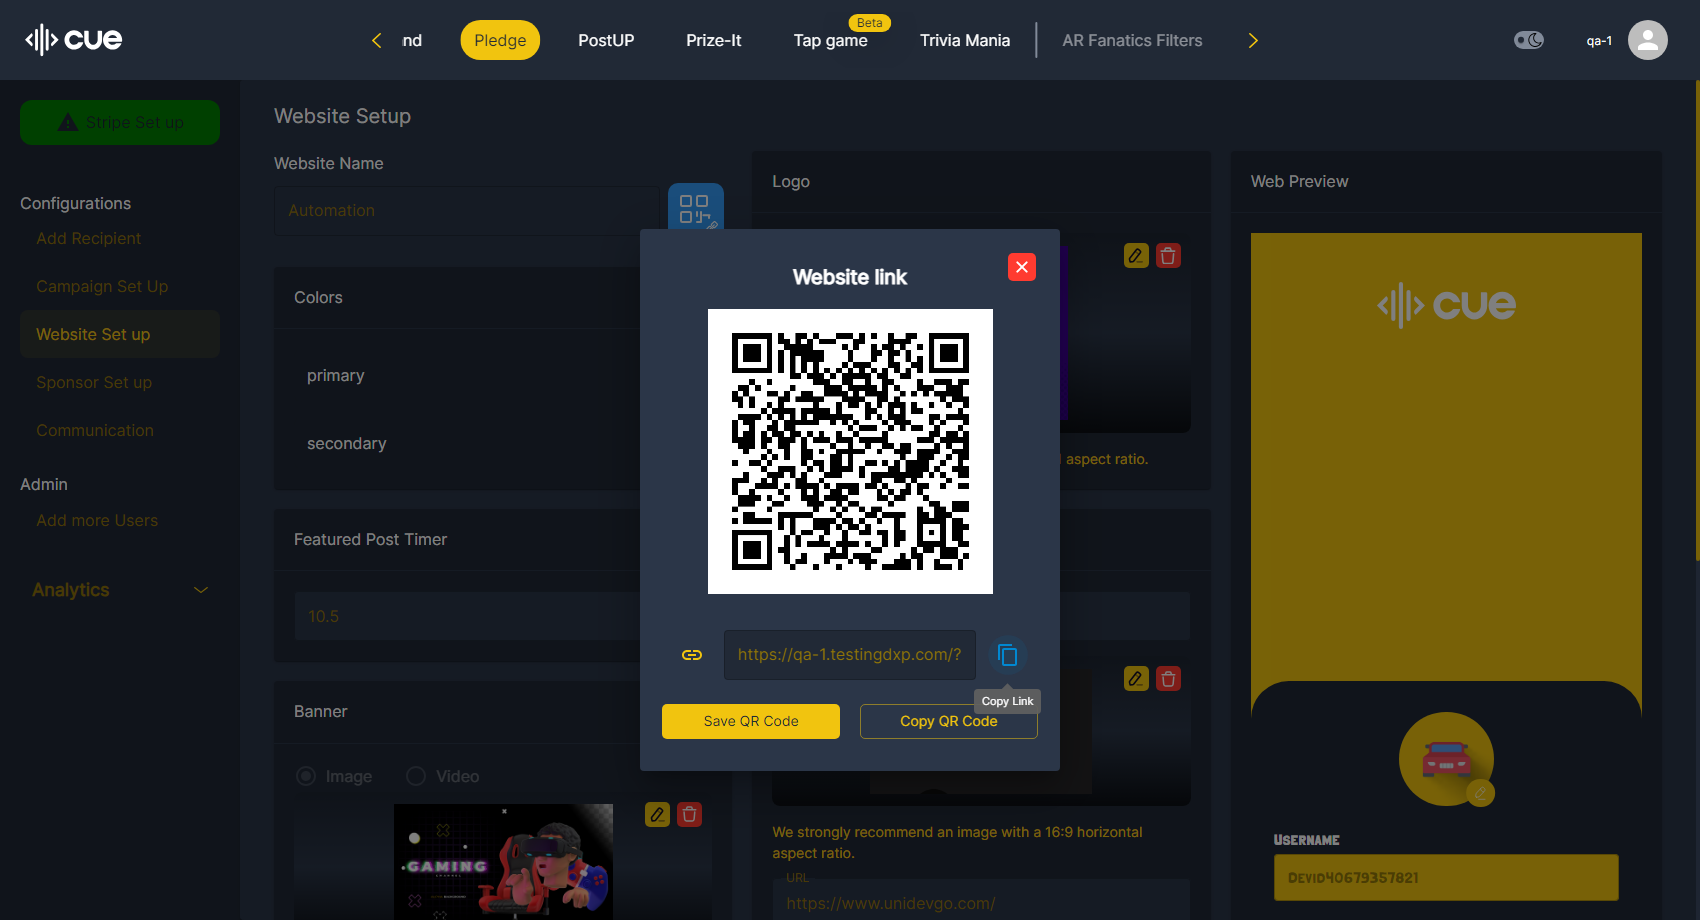 cue
nd
Pledge
PostUP
Prize-It
Tap game
Beta
Trivia Mania
AR Fanatics Filters
qa-1
Stripe Set up
Configurations
Add Recipient
Campaign Set Up
Website Set up
Sponsor Set up
Communication
Admin
Add more Users
Analytics
Website Setup
Website Name
Automation
Colors
primary
secondary
Featured Post Timer
10.5
Banner
Image
Video
GAMING
Logo
aspect ratio.
We strongly recommend an image with a 16:9 horizontal
aspect ratio.
URL
https://www.unidevgo.com/
Website link
https://qa-1.testingdxp.com/?
Copy Link
Save QR Code
Copy QR Code
Web Preview
cue
Username
Devid40679357821